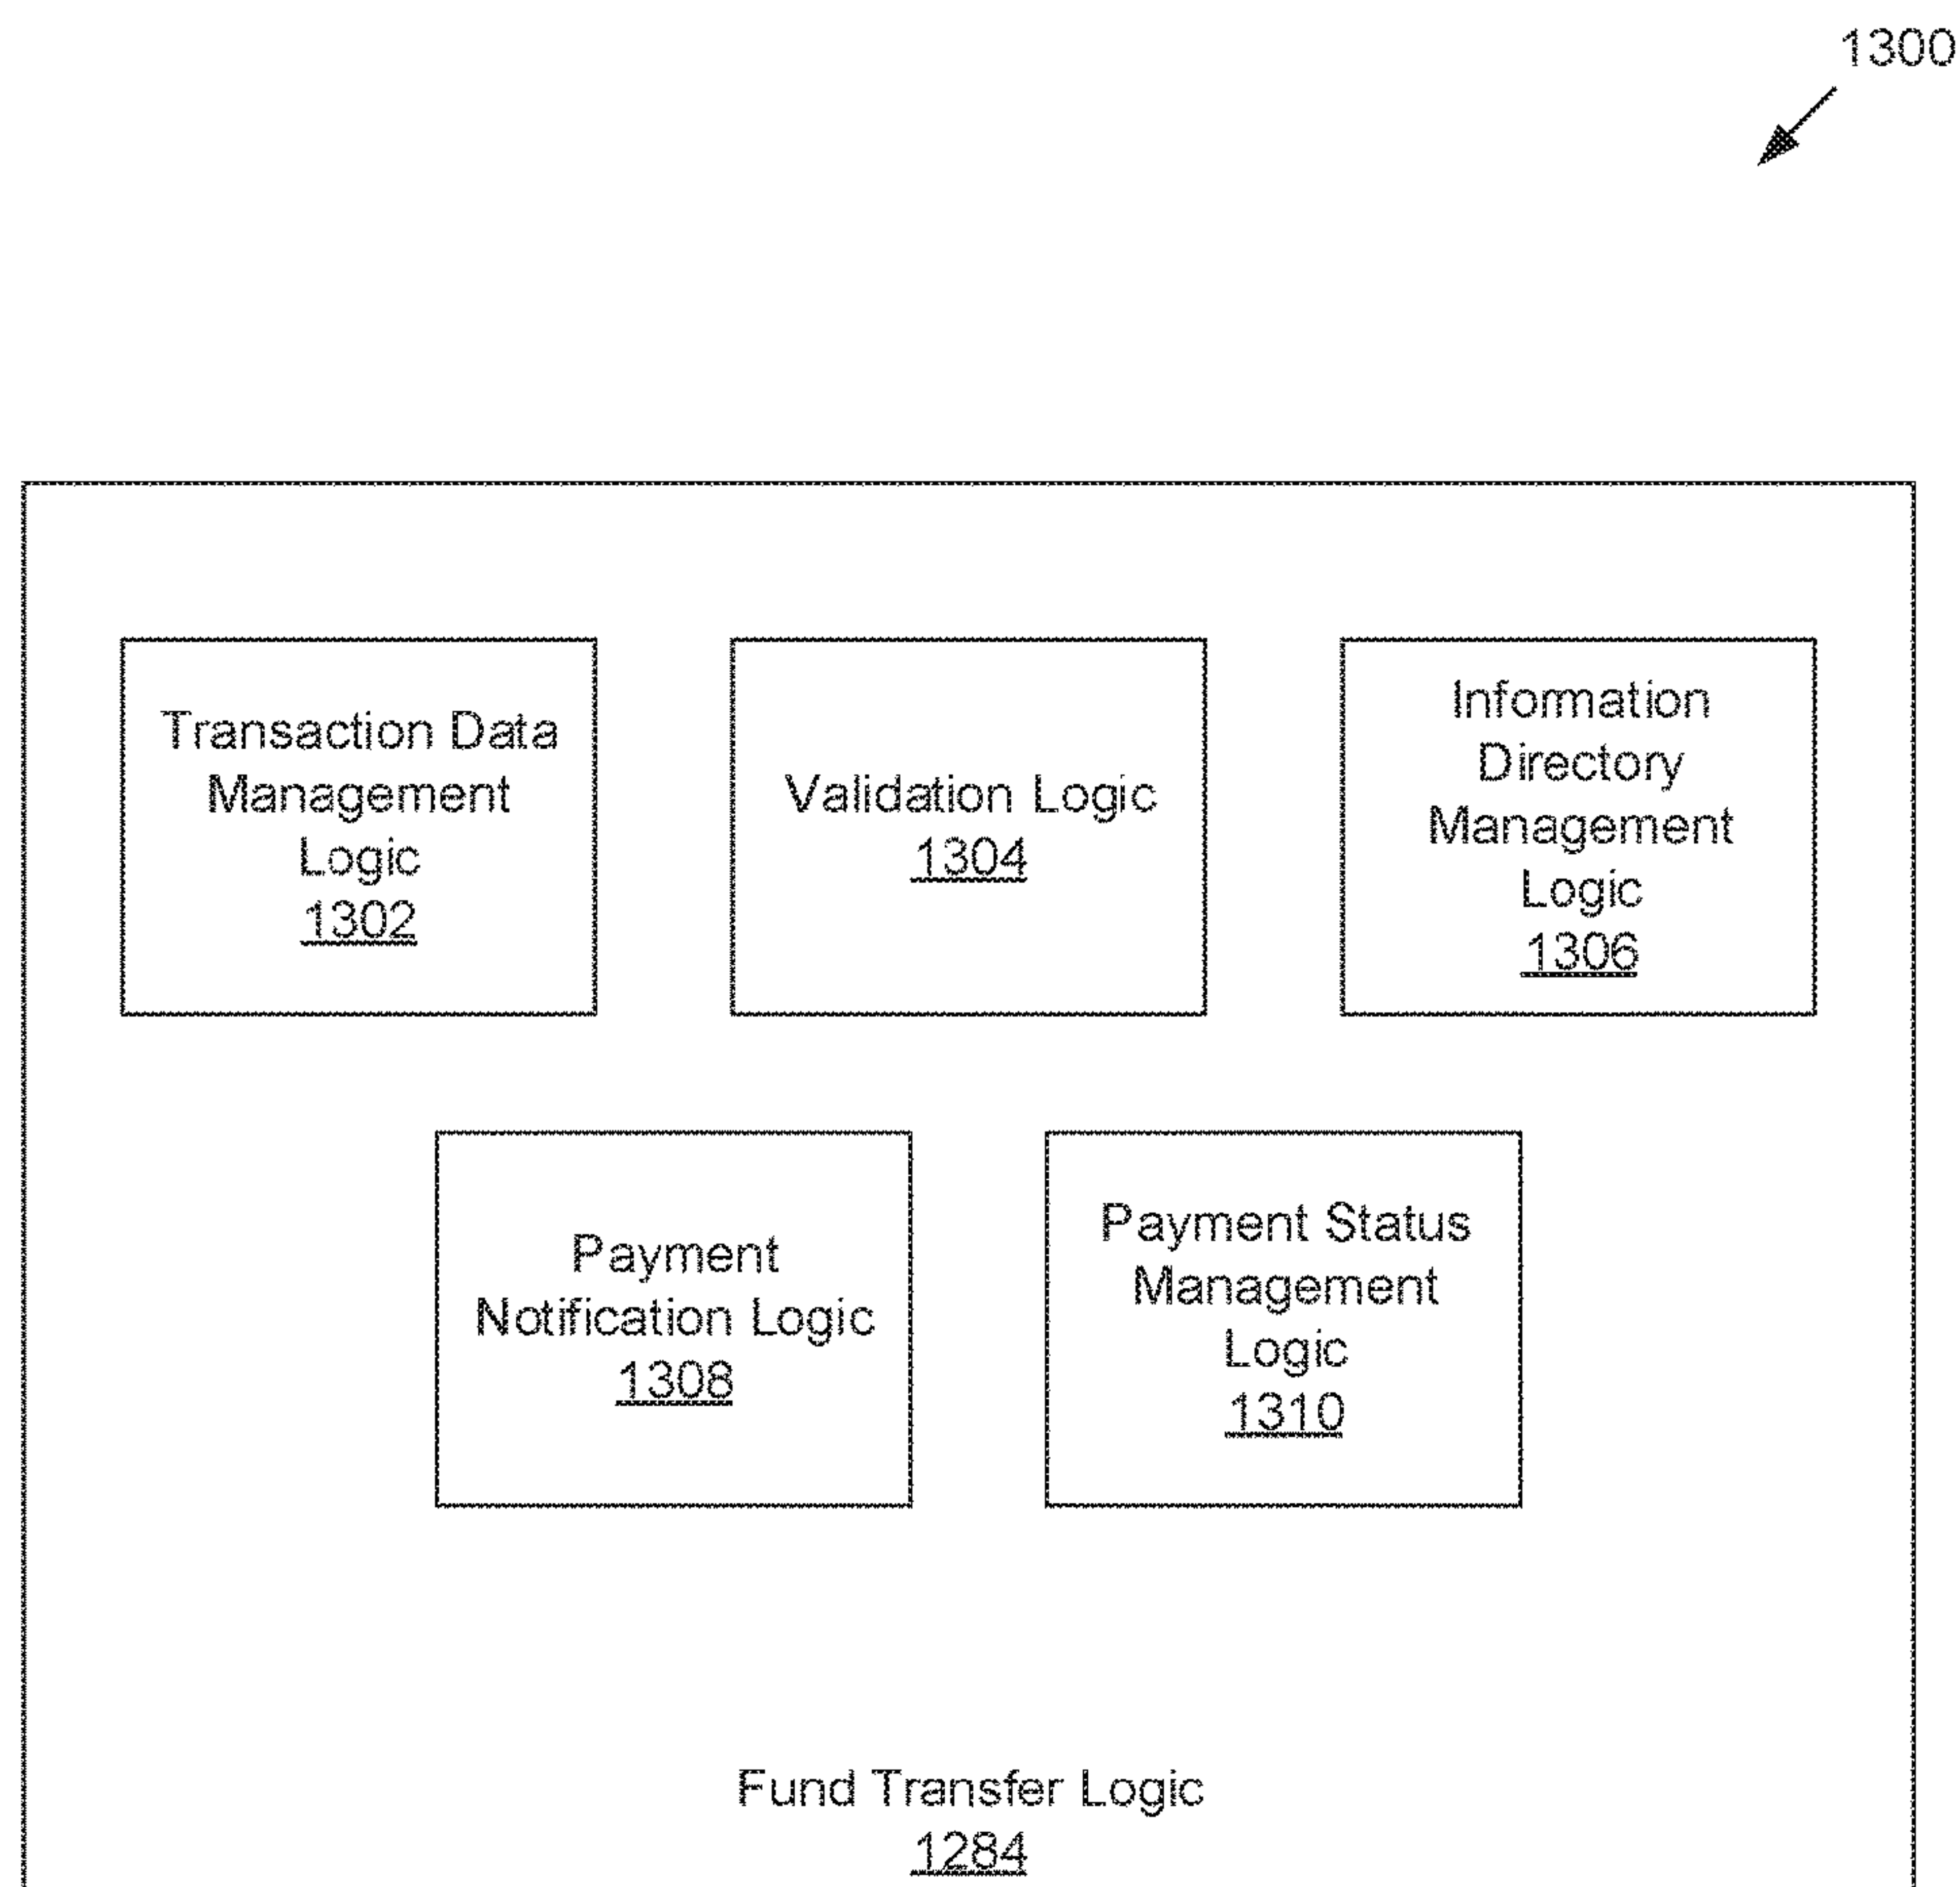 1300
Transaction Data
Management
Logic
1302
Validation Logic
1304
Information
Directory
Management
Logic
1306
Payment
Notification Logic
1308
Payment Status
Management
Logic
1310
Fund Transfer Logic
1284